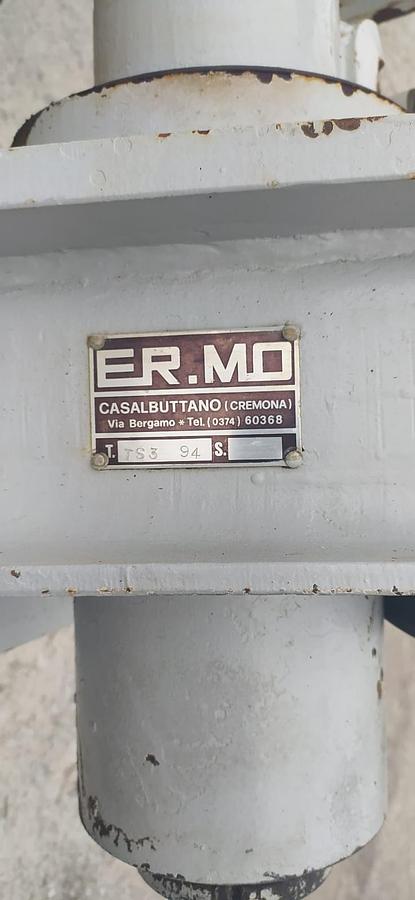 ER.MO
CASALBUTTANO (CREMONA)
Via Bergamo * Tel. (0374) 60368
T. TS3 94 S.